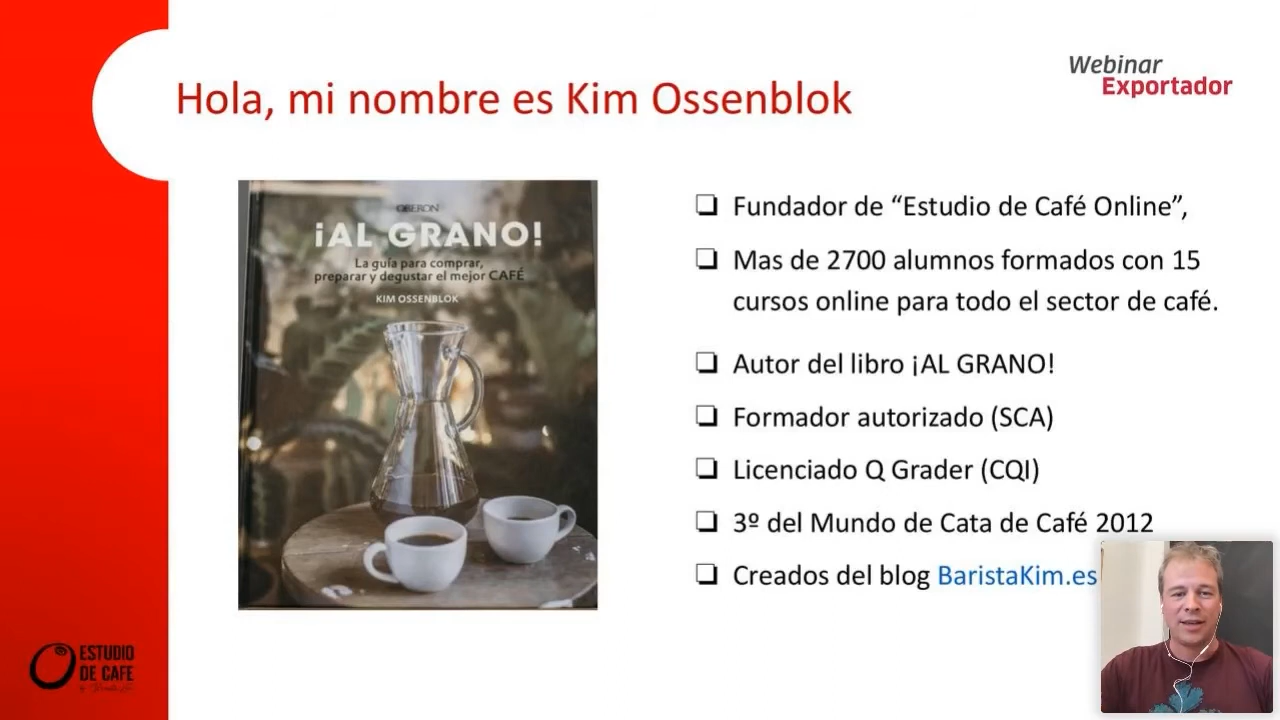 Hola, mi nombre es Kim Ossenblok
Webinar
Exportador
OBERON
¡AL GRANO!
La guía para comprar,
preparar y degustar el mejor CAFÉ
KIM OSSENBLOK
❑ Fundador de “Estudio de Café Online”,
❑ Mas de 2700 alumnos formados con 15
cursos online para todo el sector de café.
❑ Autor del libro ¡AL GRANO!
❑ Formador autorizado (SCA)
❑ Licenciado Q Grader (CQI)
❑ 3º del Mundo de Cata de Café 2012
❑ Creados del blog BaristaKim.es
ESTUDIO
DE CAFE